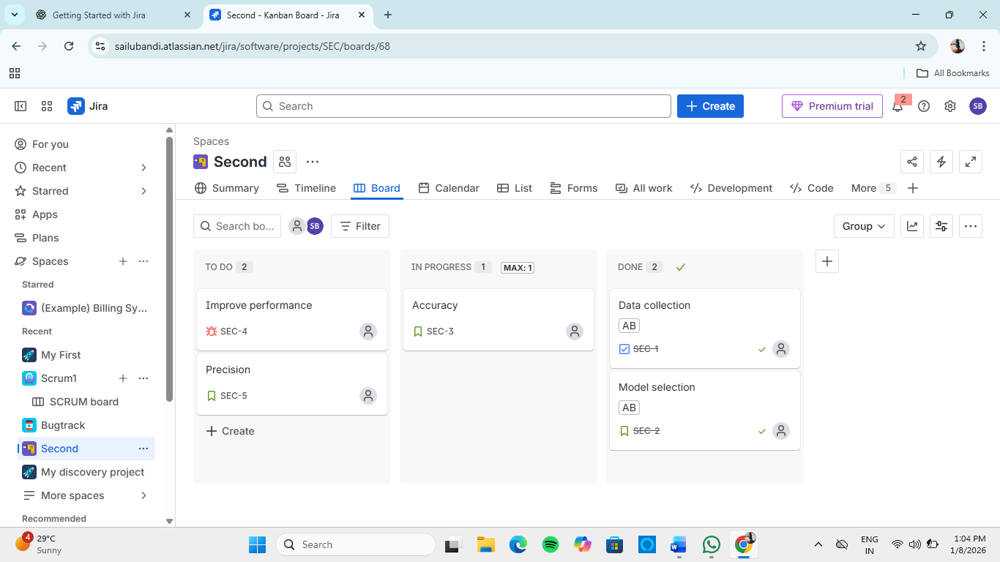 Getting Started with Jira
Second - Kanban Board - Jira
sailubandi.atlassian.net/jira/software/projects/SEC/boards/68
All Bookmarks
Jira
Search
Create
Premium trial
2
SB
For you
Recent
Starred
Apps
Plans
Spaces
Starred
(Example) Billing Sy...
Recent
My First
Scrum1
SCRUM board
Bugtrack
Second
My discovery project
More spaces
Recommended
Spaces
Second
Summary
Timeline
Board
Calendar
List
Forms
All work
Development
Code
More 5
Search bo...
SB
Filter
Group
TO DO 2
Improve performance
SEC-4
Precision
SEC-5
Create
IN PROGRESS 1 MAX: 1
Accuracy
SEC-3
DONE 2
Data collection
AB
SEC-1
Model selection
AB
SEC-2
4
29°C
Sunny
Search
ENG
IN
1:04 PM
1/8/2026